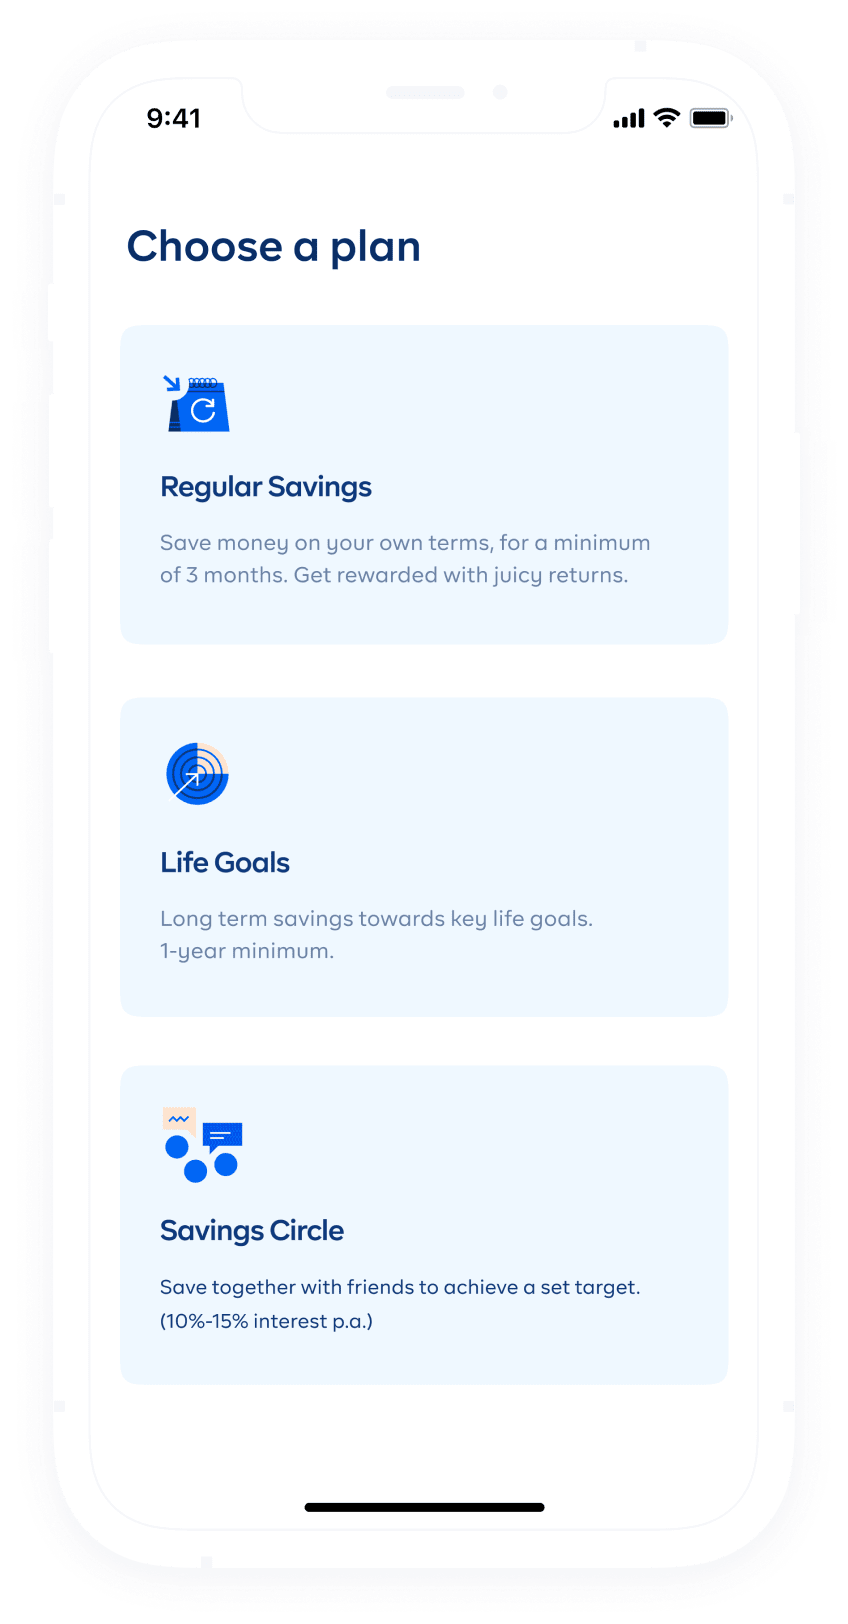 9:41
Choose a plan
Regular Savings
Save money on your own terms, for a minimum
of 3 months. Get rewarded with juicy returns.
Life Goals
Long term savings towards key life goals.
1-year minimum.
Savings Circle
Save together with friends to achieve a set target.
(10%-15% interest p.a.)